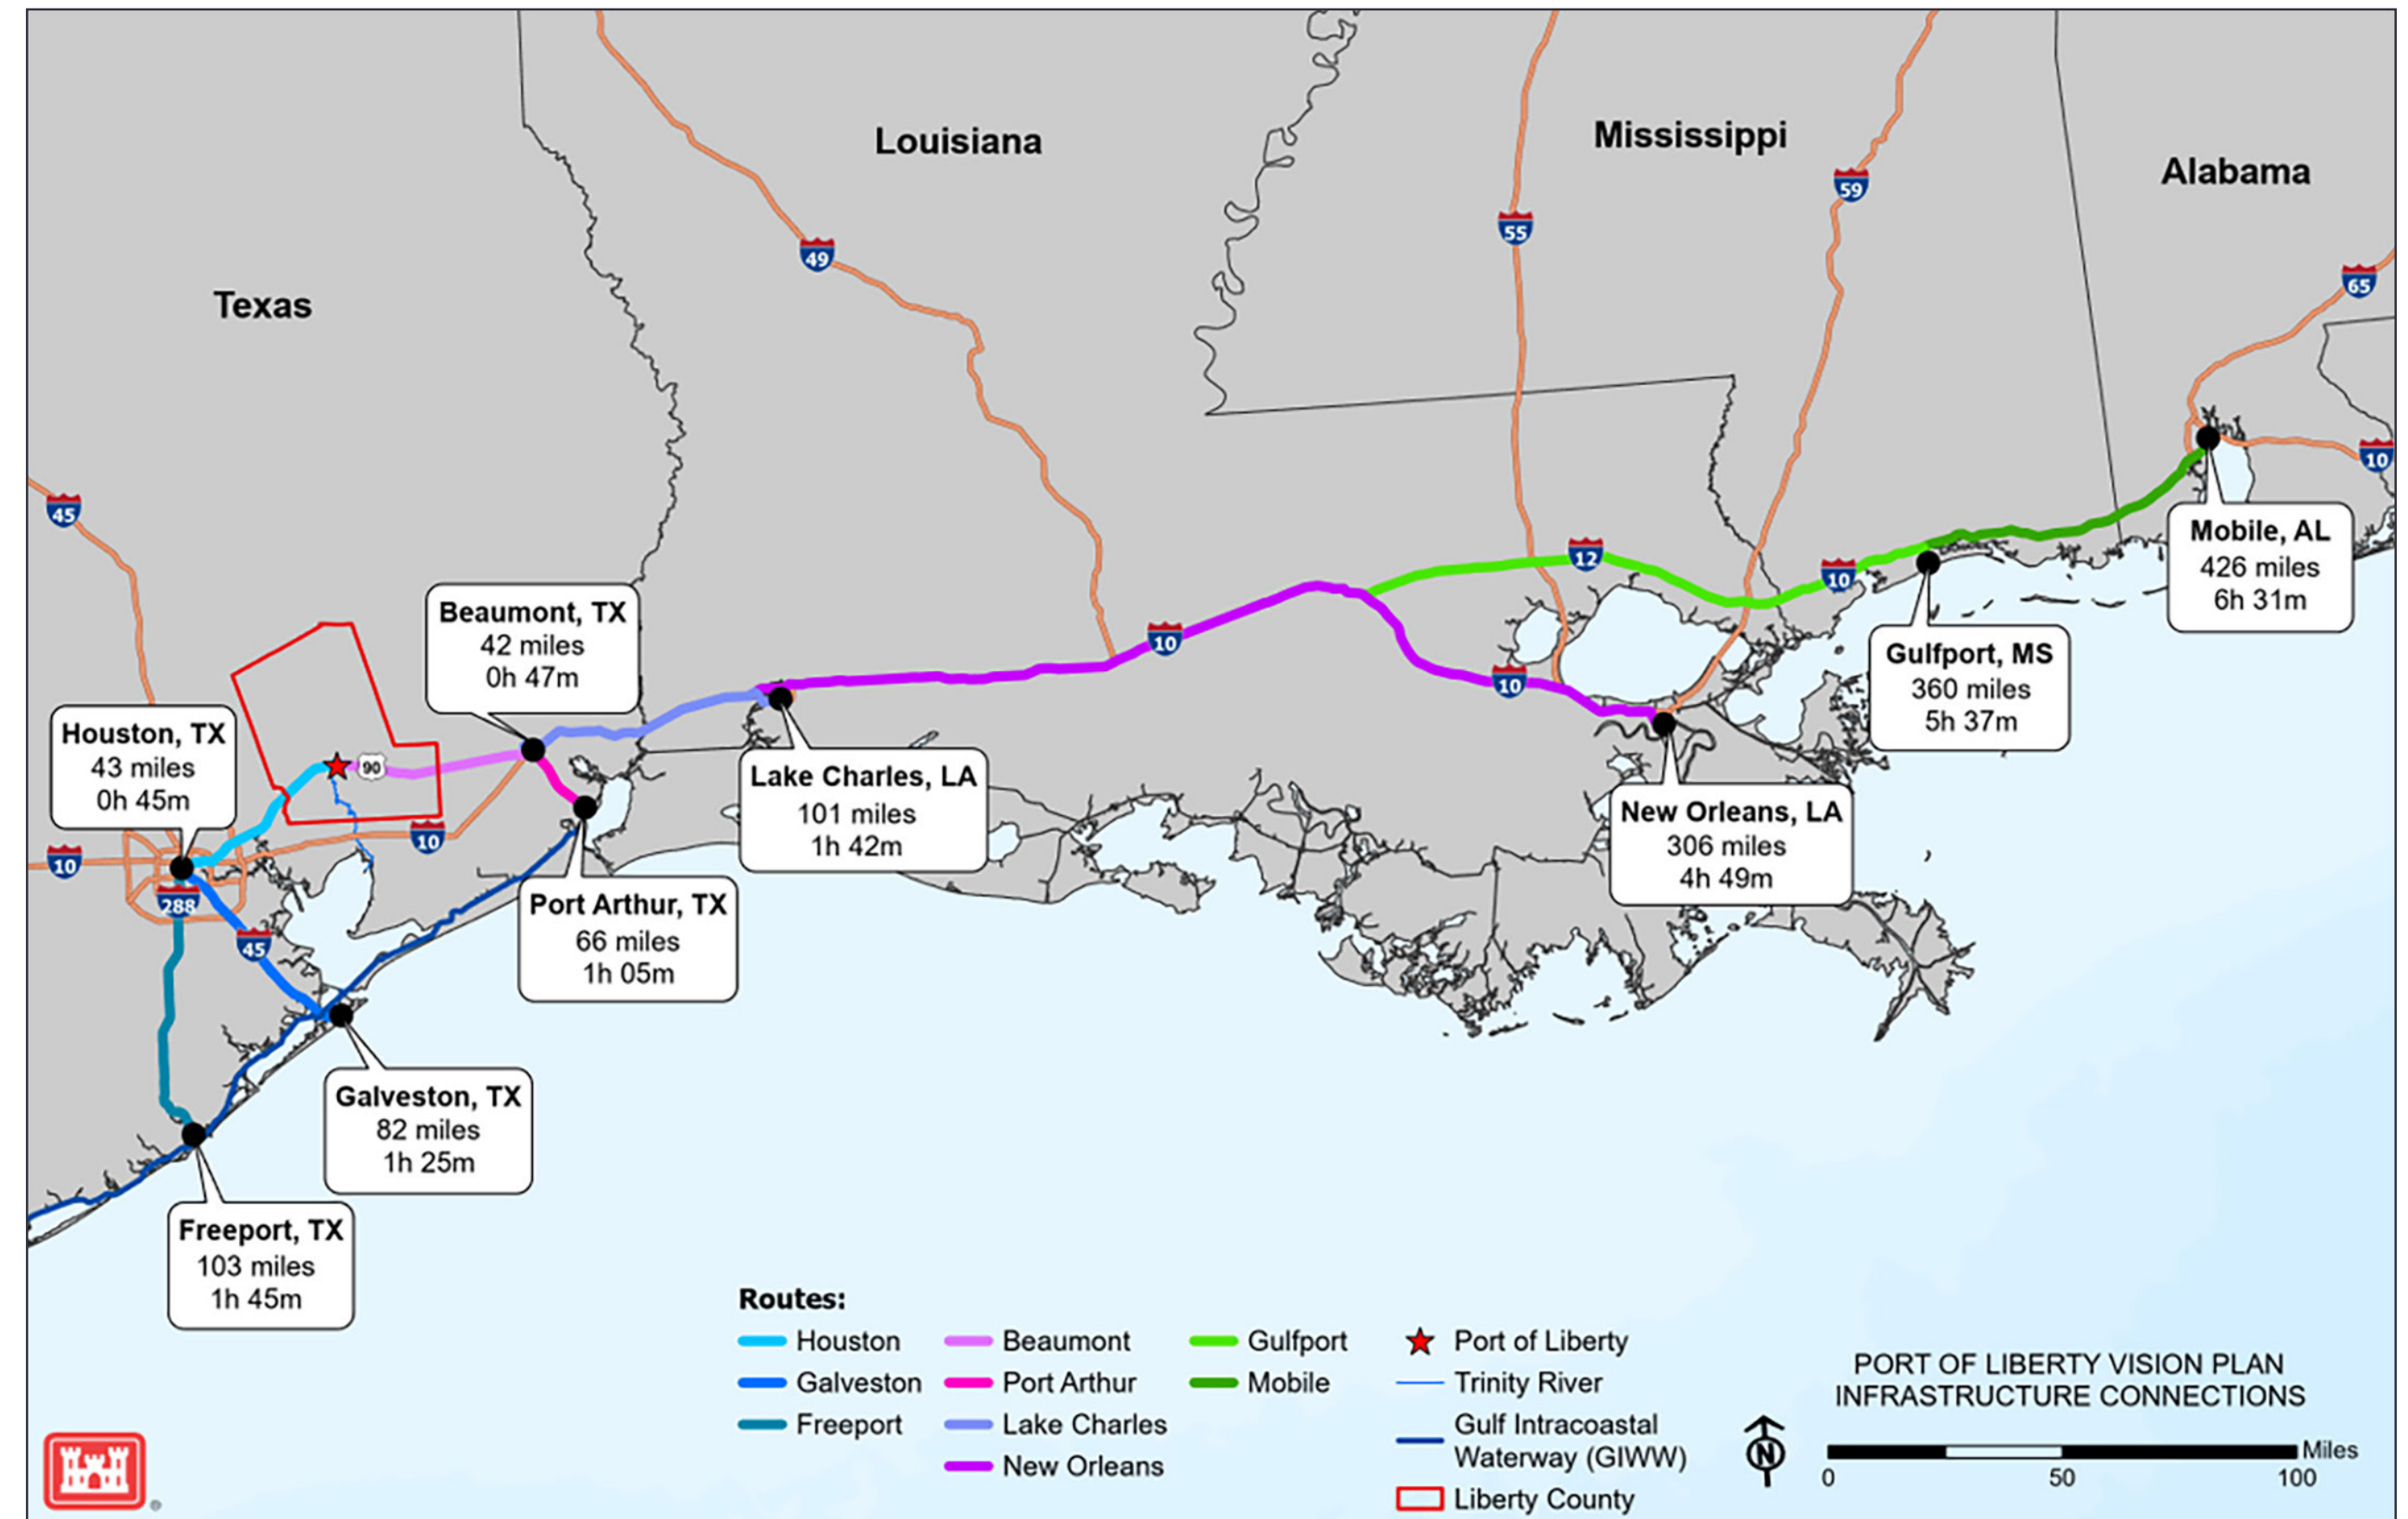 Louisiana
Mississippi
Alabama
Texas
49
55
59
65
45
10
12
10
10
10
10
10
90
288
45
Mobile, AL
426 miles
6h 31m
Beaumont, TX
42 miles
0h 47m
Gulfport, MS
360 miles
5h 37m
Houston, TX
43 miles
0h 45m
Lake Charles, LA
101 miles
1h 42m
New Orleans, LA
306 miles
4h 49m
Port Arthur, TX
66 miles
1h 05m
Galveston, TX
82 miles
1h 25m
Freeport, TX
103 miles
1h 45m
Routes:
Houston
Galveston
Freeport
Beaumont
Port Arthur
Lake Charles
New Orleans
Gulfport
Mobile
Port of Liberty
Trinity River
Gulf Intracoastal
Waterway (GIWW)
Liberty County
PORT OF LIBERTY VISION PLAN
INFRASTRUCTURE CONNECTIONS
N
Miles
0 50 100
®